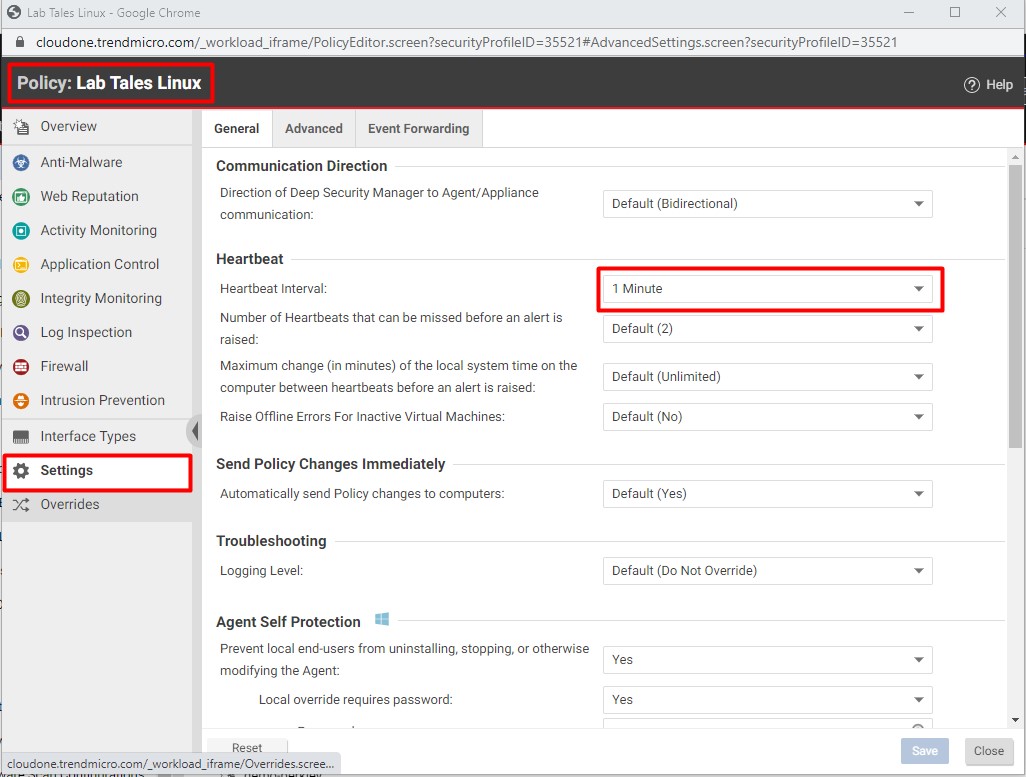 Lab Tales Linux - Google Chrome
cloudone.trendmicro.com/_workload_iframe/PolicyEditor.screen?securityProfileID=35521#AdvancedSettings.screen?securityProfileID=35521
Policy: Lab Tales Linux
Help
Overview
Anti-Malware
Web Reputation
Activity Monitoring
Application Control
Integrity Monitoring
Log Inspection
Firewall
Intrusion Prevention
Interface Types
Settings
Overrides
General
Advanced
Event Forwarding
Communication Direction
Direction of Deep Security Manager to Agent/Appliance
communication:
Default (Bidirectional)
Heartbeat
Heartbeat Interval:
1 Minute
Number of Heartbeats that can be missed before an alert is
raised:
Default (2)
Maximum change (in minutes) of the local system time on the
computer between heartbeats before an alert is raised:
Default (Unlimited)
Raise Offline Errors For Inactive Virtual Machines:
Default (No)
Send Policy Changes Immediately
Automatically send Policy changes to computers:
Default (Yes)
Troubleshooting
Logging Level:
Default (Do Not Override)
Agent Self Protection
Prevent local end-users from uninstalling, stopping, or otherwise
modifying the Agent:
Yes
Local override requires password:
Yes
Reset
Save
Close
cloudone.trendmicro.com/_workload_iframe/Overrides.scree...